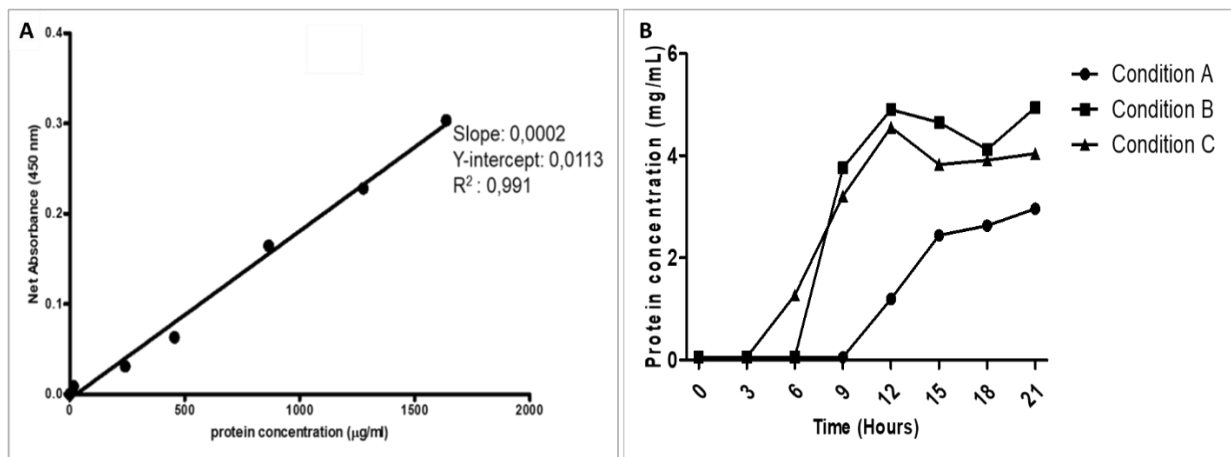 A
0.4
0.3
0.2
0.1
0.0
Net Absorbance (450 nm)
Slope: 0,0002
Y-intercept: 0,0113
R² : 0,991
0
500
1000
1500
2000
protein concentration (µg/ml)
B
6
4
2
0
Protein concentration (mg/mL)
0
3
6
9
12
15
18
21
Time (Hours)
Condition A
Condition B
Condition C